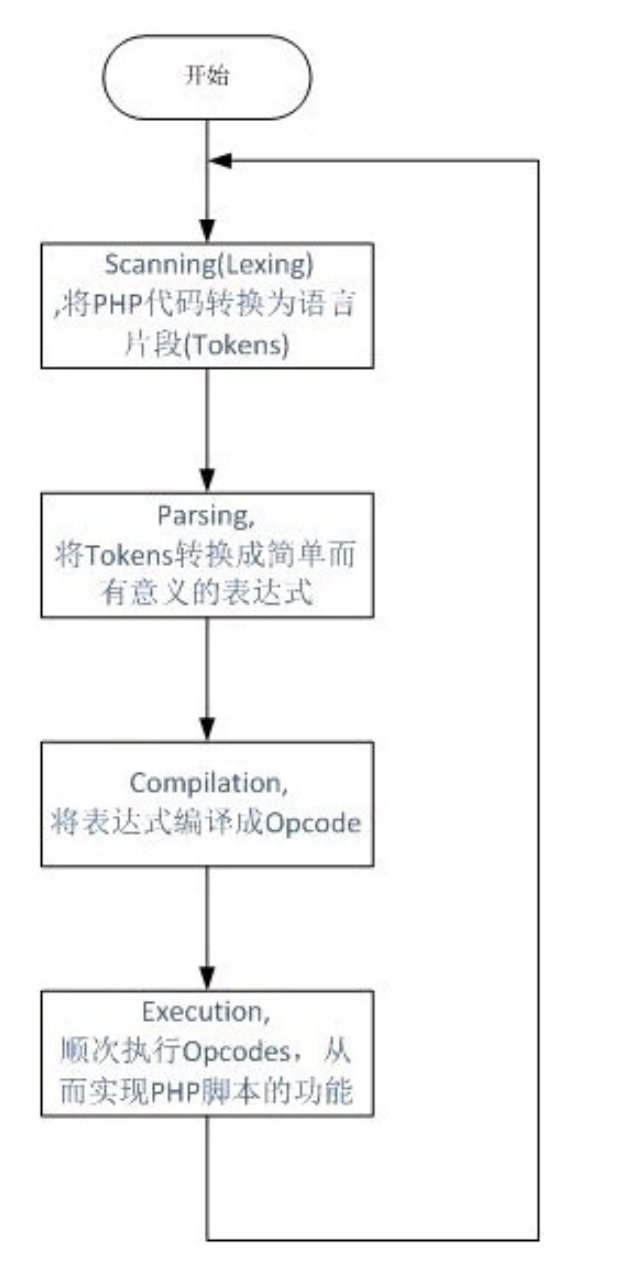 开始
Scanning(Lexing)
,将PHP代码转换为语言
片段(Tokens)
Parsing,
将Tokens转换成简单而
有意义的表达式
Compilation,
将表达式编译成Opcode
Execution,
顺次执行Opcodes，从
而实现PHP脚本的功能